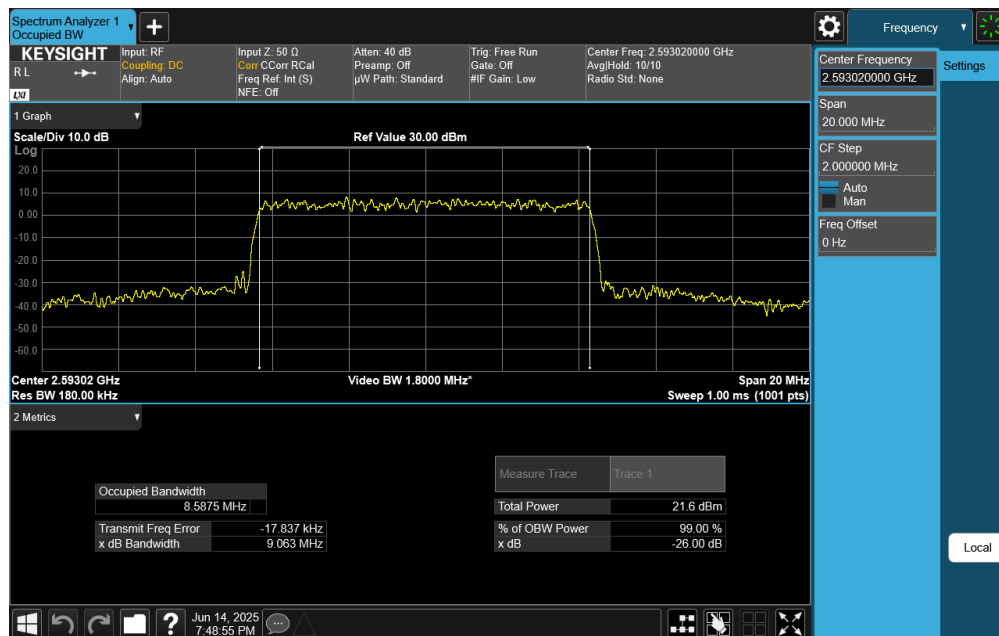 Spectrum Analyzer 1
Occupied BW
Frequency
KEYSIGHT
R L
LXI
Input: RF
Coupling: DC
Align: Auto
Input Z: 50 Ω
Corr CCorr RCal
Freq Ref: Int (S)
NFE: Off
Atten: 40 dB
Preamp: Off
µW Path: Standard
Trig: Free Run
Gate: Off
#IF Gain: Low
Center Freq: 2.593020000 GHz
Avg|Hold: 10/10
Radio Std: None
Center Frequency
2.593020000 GHz
Settings
Span
20.000 MHz
CF Step
2.000000 MHz
Auto
Man
Freq Offset
0 Hz
Local
1 Graph
Scale/Div 10.0 dB
Ref Value 30.00 dBm
Log
20.0
10.0
0.00
-10.0
-20.0
-30.0
-40.0
-50.0
-60.0
Center 2.59302 GHz
Video BW 1.8000 MHz*
Span 20 MHz
Res BW 180.00 kHz
Sweep 1.00 ms (1001 pts)
2 Metrics
Measure Trace Trace 1
Occupied Bandwidth
8.5875 MHz
Total Power 21.6 dBm
Transmit Freq Error -17.837 kHz
% of OBW Power 99.00 %
x dB Bandwidth 9.063 MHz
x dB -26.00 dB
?
Jun 14, 2025
7:48:55 PM